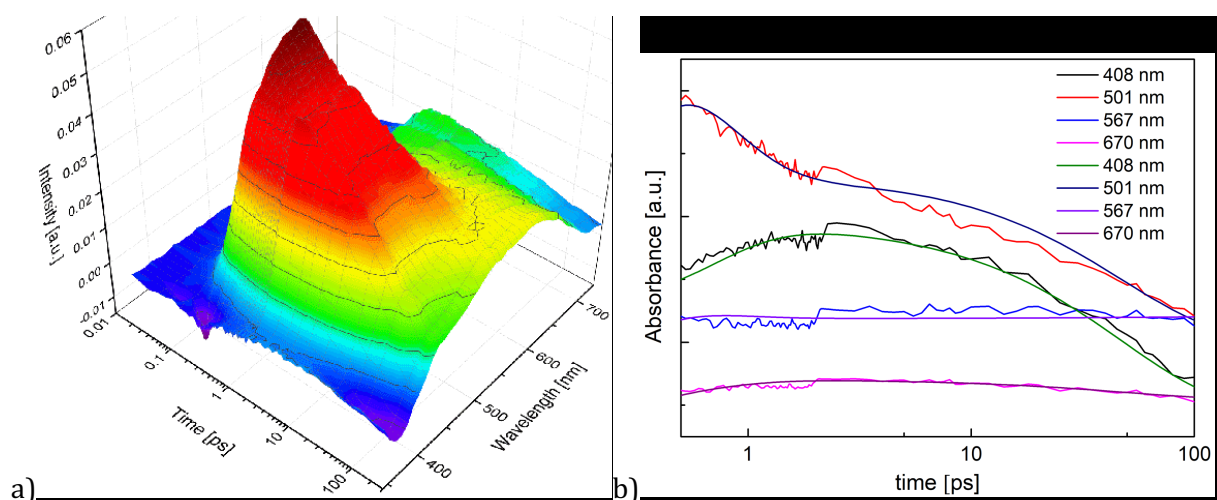 0.06
0.05
0.04
0.03
0.02
0.01
0.00
-0.01
Intensity [a.u.]
0.01
0.1
1
10
100
Time [ps]
400
500
600
700
Wavelength [nm]
a)
408 nm
501 nm
567 nm
670 nm
408 nm
501 nm
567 nm
670 nm
Absorbance [a.u.]
1
10
100
time [ps]
b)